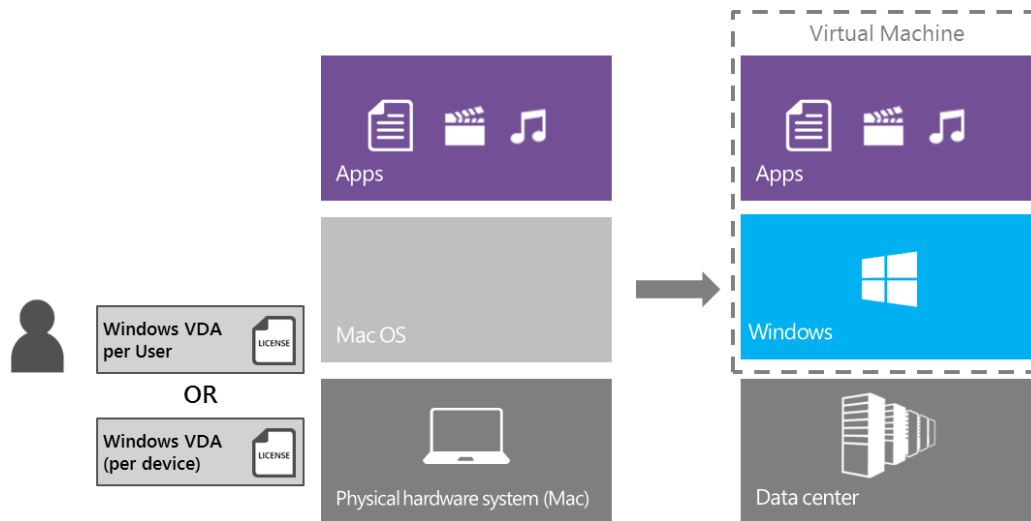 Virtual Machine
Apps
Apps
Mac OS
Windows
Windows VDA
per User
LICENSE
OR
Windows VDA
(per device)
LICENSE
Physical hardware system (Mac)
Data center